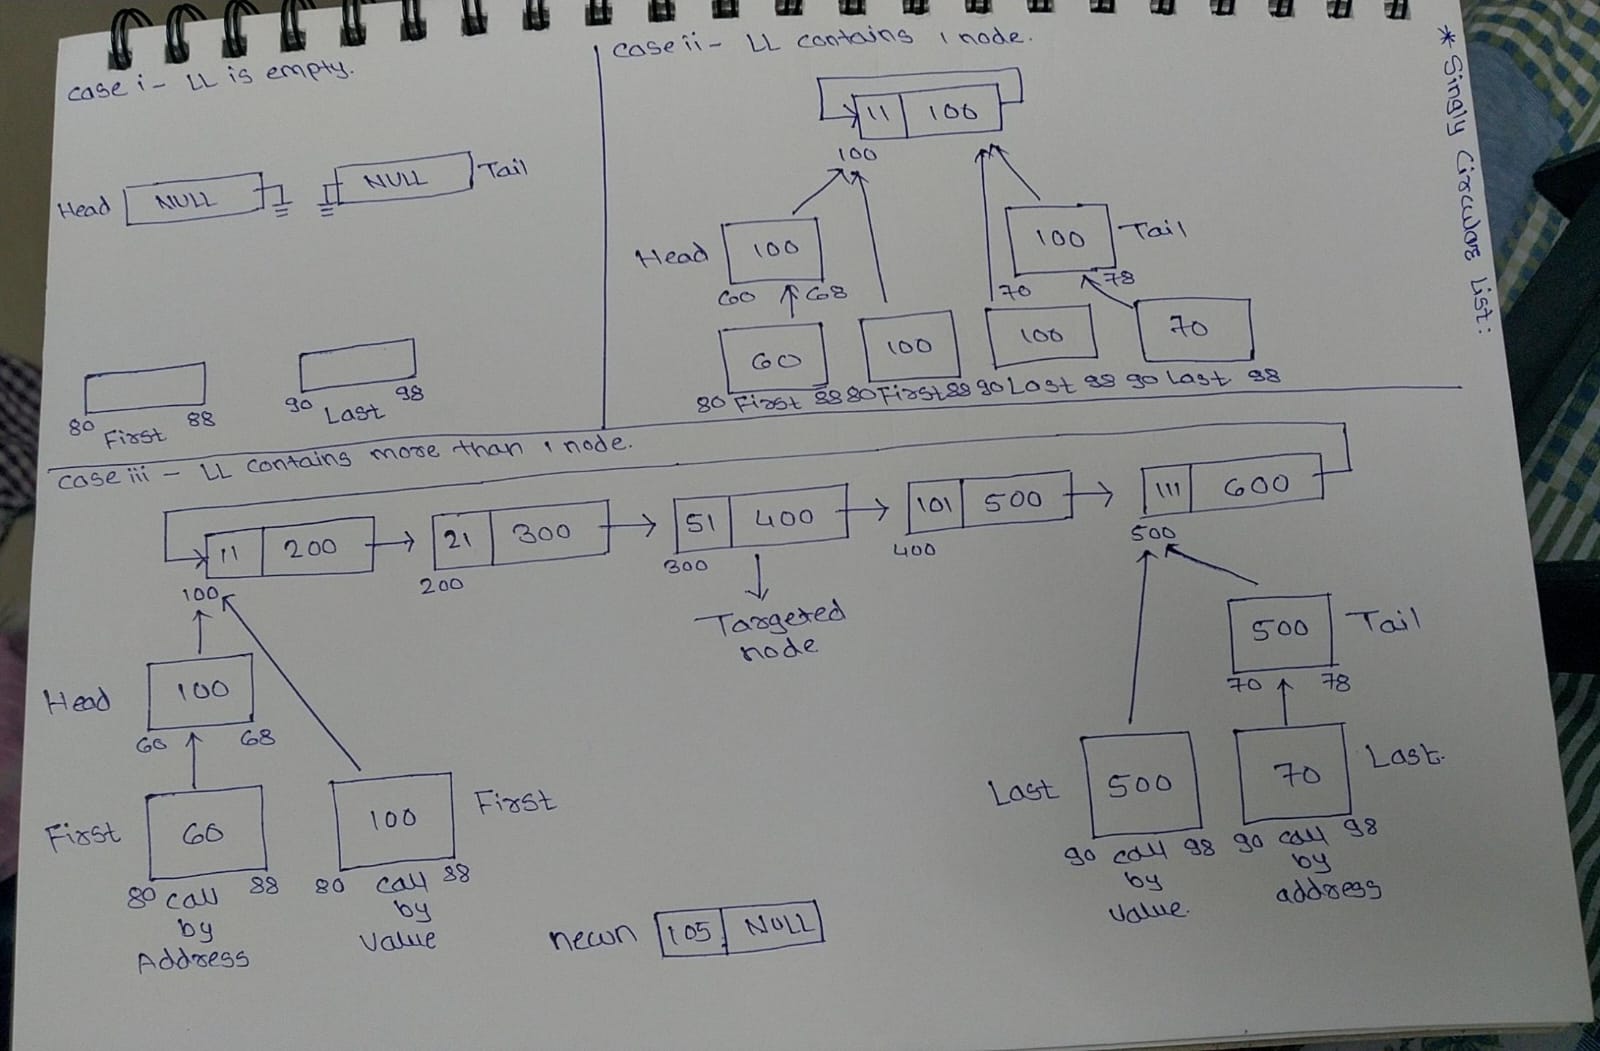 * Singly Circular List:
case i - LL is empty.
Head NULL NULL Tail
80 First 88
90 Last 98
case ii - LL contains 1 node.
11 100
100
Head 100
60 68
100 Tail
70 78
60 100 100 70
80 First 88 80 First 88 90 Last 98 90 Last 98
case iii - LL contains more than 1 node.
11 200 21 300 51 400 101 500 111 600
100 200 300 400 500
Targeted
node
Head 100
60 68
500 Tail
70 78
First 60 100 First
80 call 88 80 call 88
by by
Address value
Last 500 70 Last.
90 call 98 90 call 98
by by
value. address
newn 105 NULL